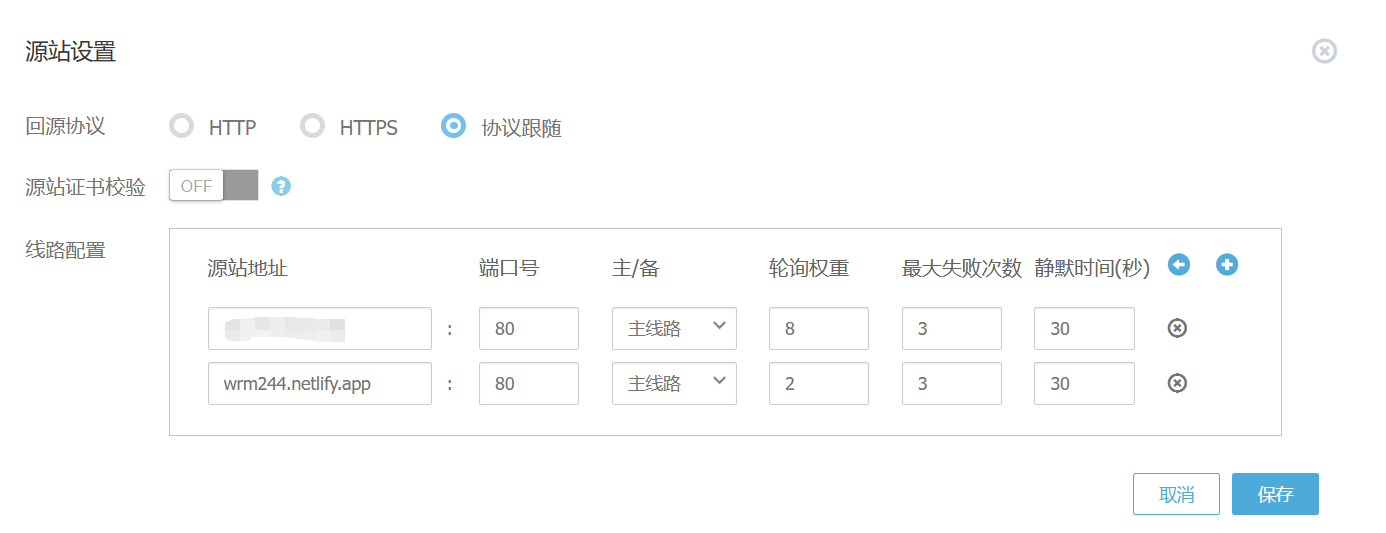 源站设置
回源协议 HTTP HTTPS 协议跟随
源站证书校验 OFF ?
线路配置
源站地址 端口号 主/备 轮询权重 最大失败次数 静默时间(秒)
: 80 主线路 8 3 30
wrm244.netlify.app : 80 主线路 2 3 30
取消 保存